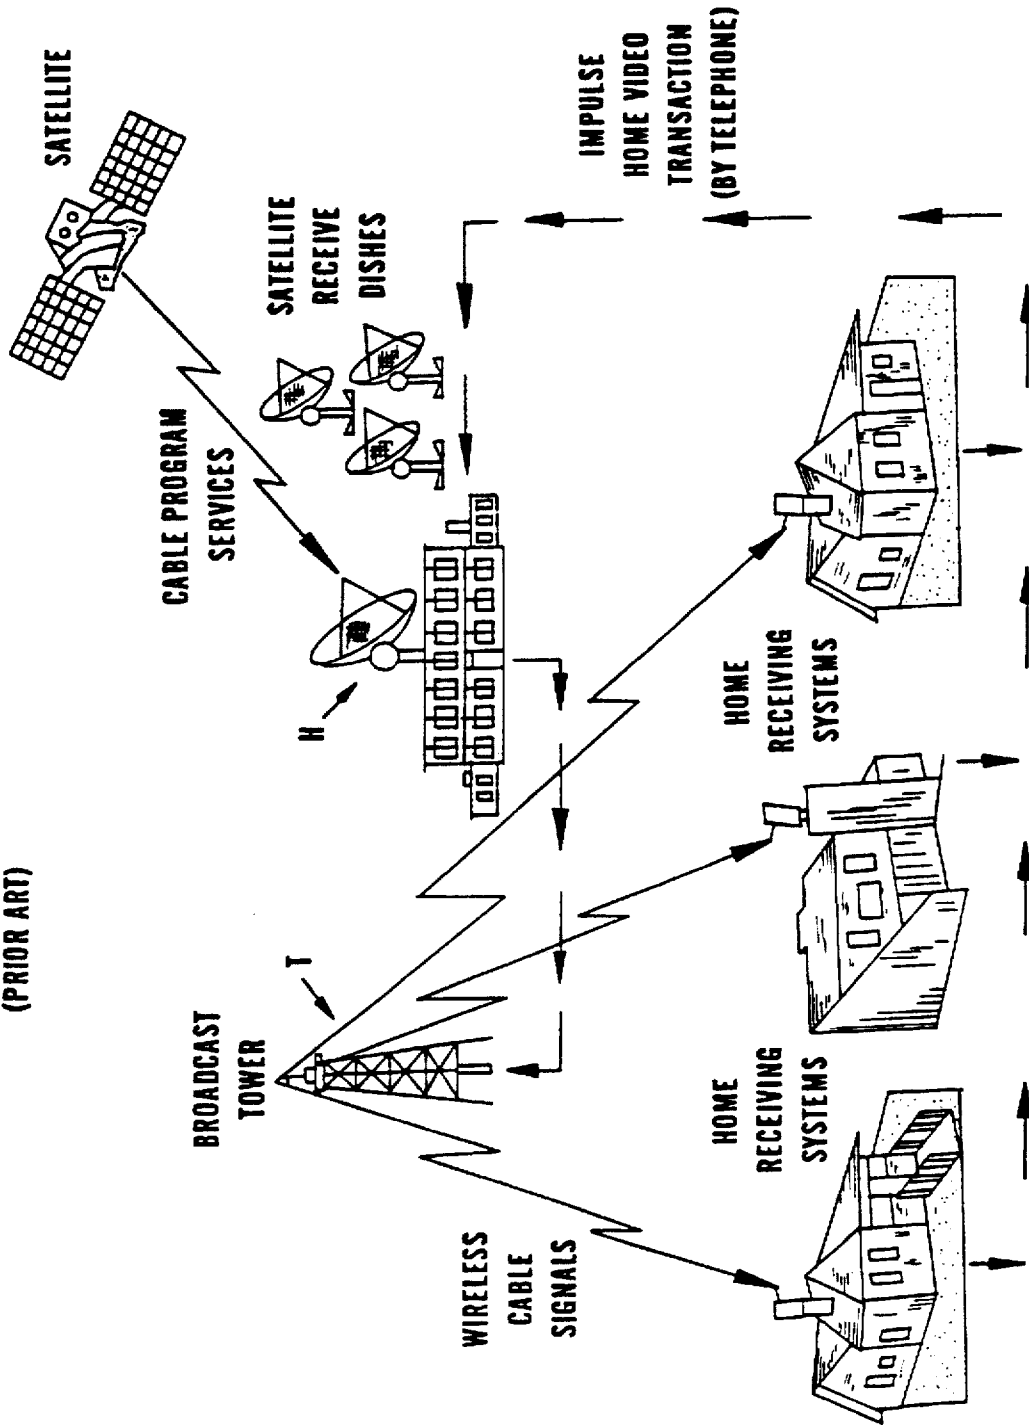 (PRIOR ART)
BROADCAST
TOWER
T
H
CABLE PROGRAM
SERVICES
SATELLITE
SATELLITE
RECEIVE
DISHES
WIRELESS
CABLE
SIGNALS
HOME
RECEIVING
SYSTEMS
HOME
RECEIVING
SYSTEMS
IMPULSE
HOME VIDEO
TRANSACTION
(BY TELEPHONE)